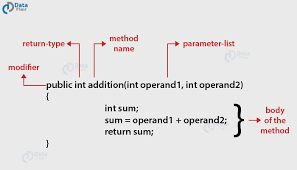 Data
Flair
return-type
method
name
parameter-list
modifier
public int addition(int operand1, int operand2)
{
int sum;
sum = operand1 + operand2;
return sum;
}
body
of the
method